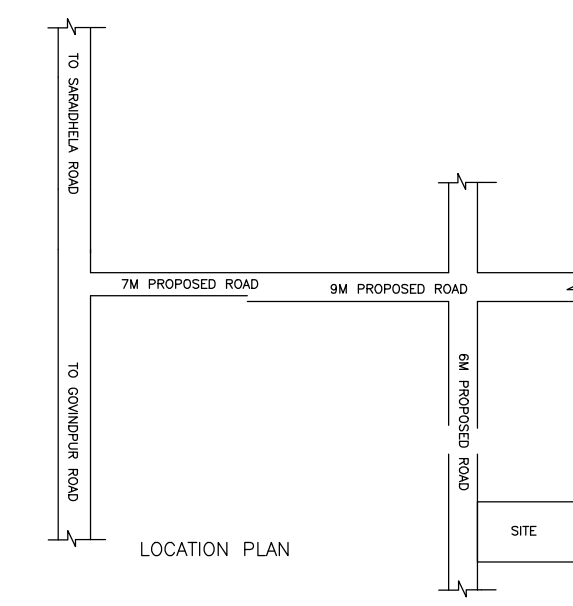 TO SARAIDHELA ROAD
7M PROPOSED ROAD
9M PROPOSED ROAD
TO GOVINDPUR ROAD
6M PROPOSED ROAD
SITE
LOCATION PLAN